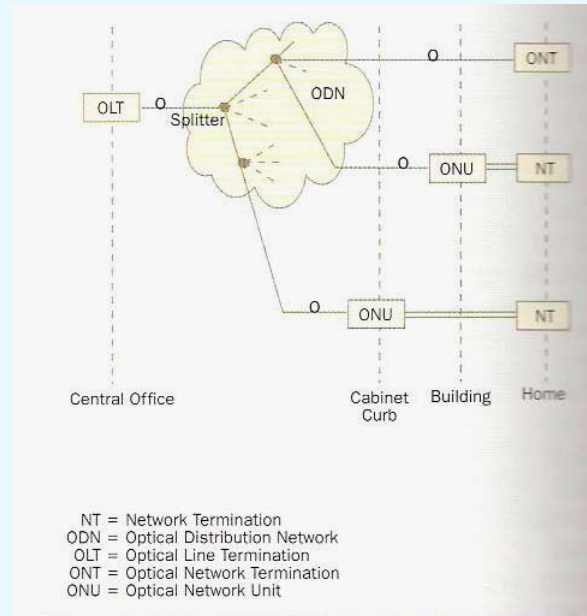 O
ONT
OLT
O
Splitter
ODN
O
ONU
NT
O
ONU
NT
Central Office
Cabinet
Curb
Building
Home
NT = Network Termination
ODN = Optical Distribution Network
OLT = Optical Line Termination
ONT = Optical Network Termination
ONU = Optical Network Unit